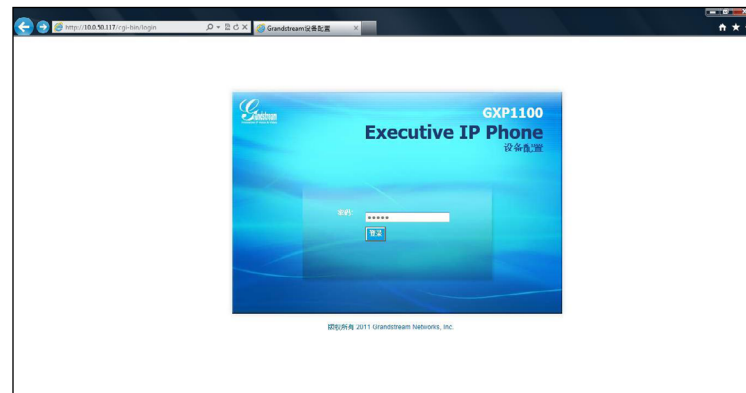 http://10.0.50.117/cgi-bin/login
Grandstream设备配置
Grandstream
GXP1100
Executive IP Phone
设备配置
密码:
登录
版权所有 2011 Grandstream Networks, Inc.